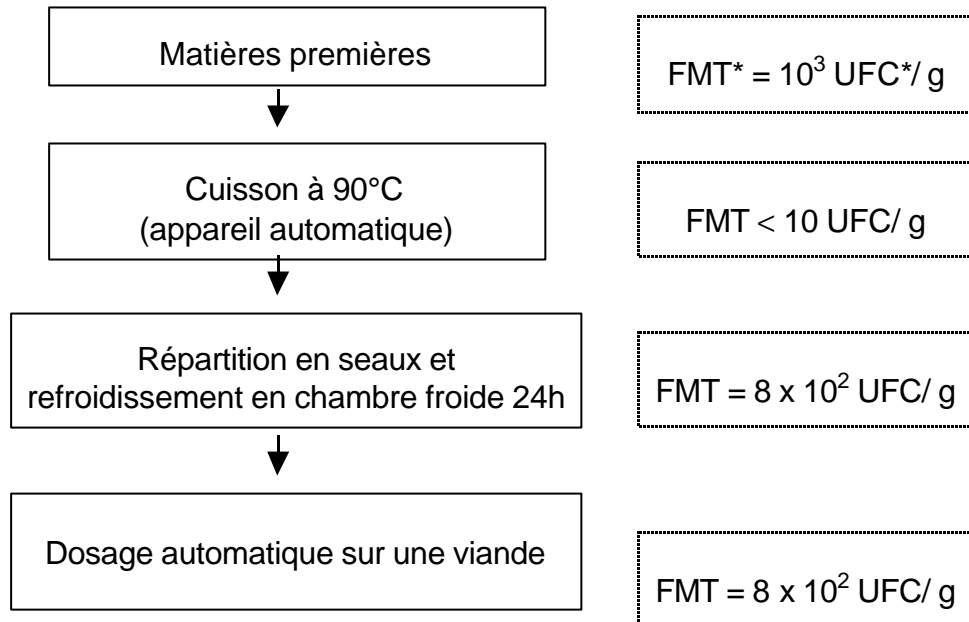 Matières premières
FMT* = 10³ UFC*/ g
Cuisson à 90°C
(appareil automatique)
FMT < 10 UFC/ g
Répartition en seaux et
refroidissement en chambre froide 24h
FMT = 8 x 10² UFC/ g
Dosage automatique sur une viande
FMT = 8 x 10² UFC/ g